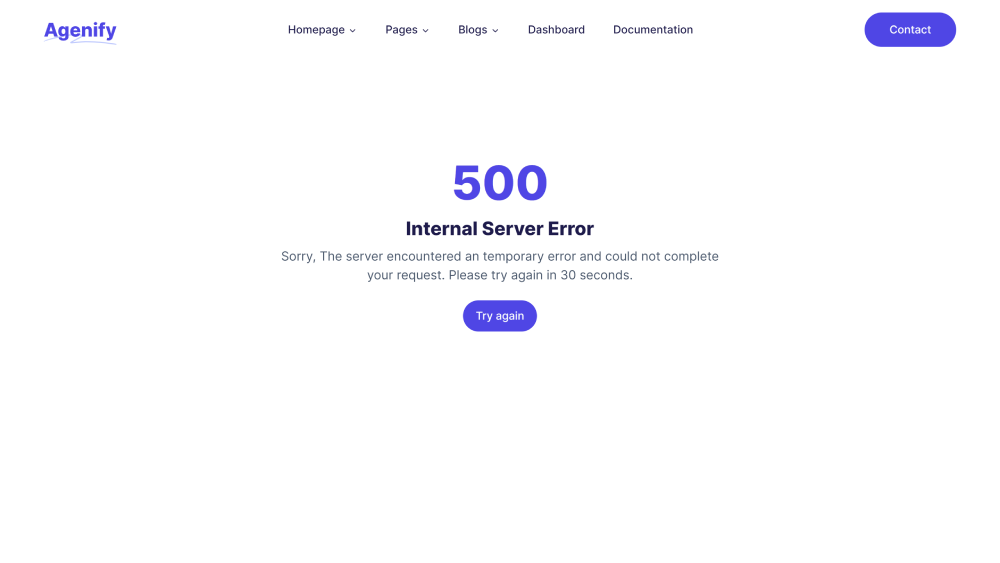 Agenify
Homepage
Pages
Blogs
Dashboard
Documentation
Contact
500
Internal Server Error
Sorry, The server encountered an temporary error and could not complete
your request. Please try again in 30 seconds.
Try again